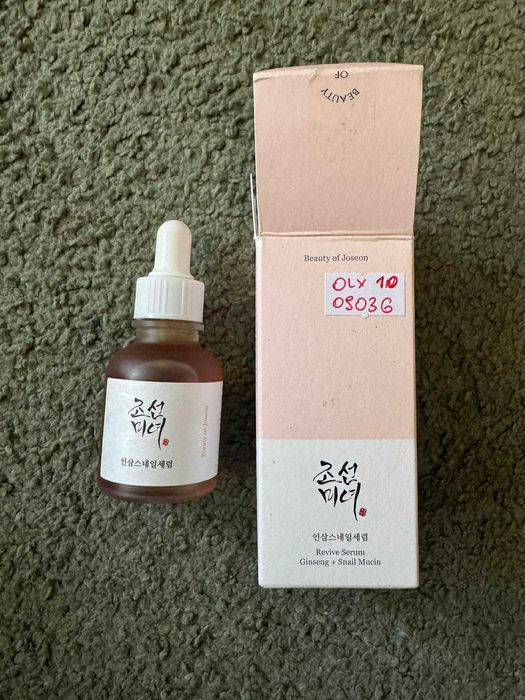 BEAUTY
OF
Beauty of Joseon
OLX 10
09036
조선
미녀
인삼스네일세럼
Revive Serum
Ginseng + Snail Mucin
조선
미녀
인삼스네일세럼
Beauty of Joseon